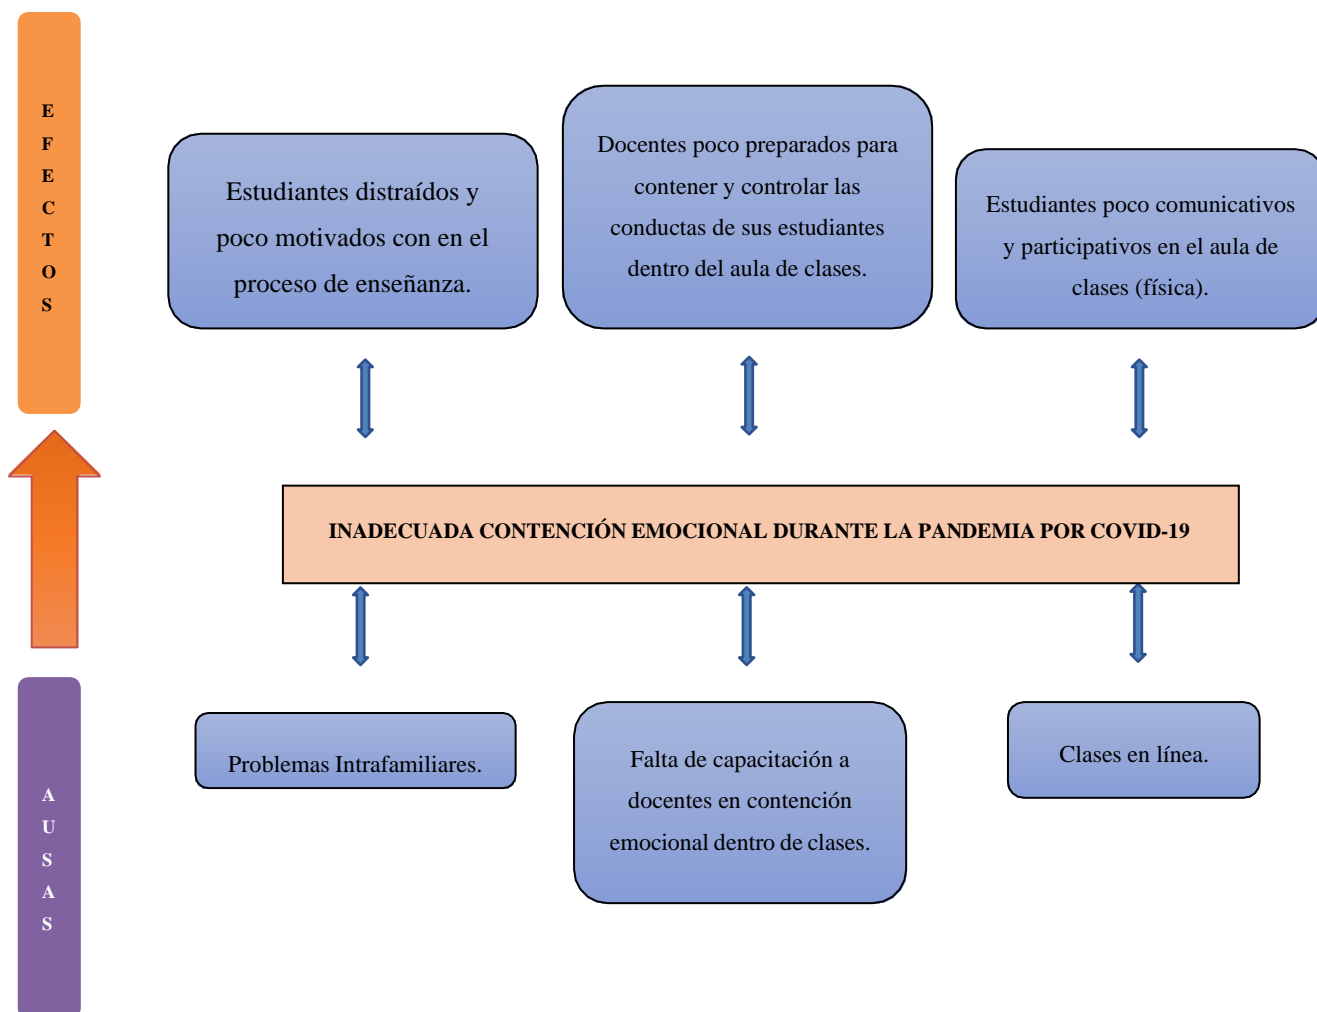 E
F
E
C
T
O
S
Estudiantes distraídos y
poco motivados con en el
proceso de enseñanza.
Docentes poco preparados para
contener y controlar las
conductas de sus estudiantes
dentro del aula de clases.
Estudiantes poco comunicativos
y participativos en el aula de
clases (física).
INADECUADA CONTENCIÓN EMOCIONAL DURANTE LA PANDEMIA POR COVID-19
A
U
S
A
S
Problemas Intrafamiliares.
Falta de capacitación a
docentes en contención
emocional dentro de clases.
Clases en línea.